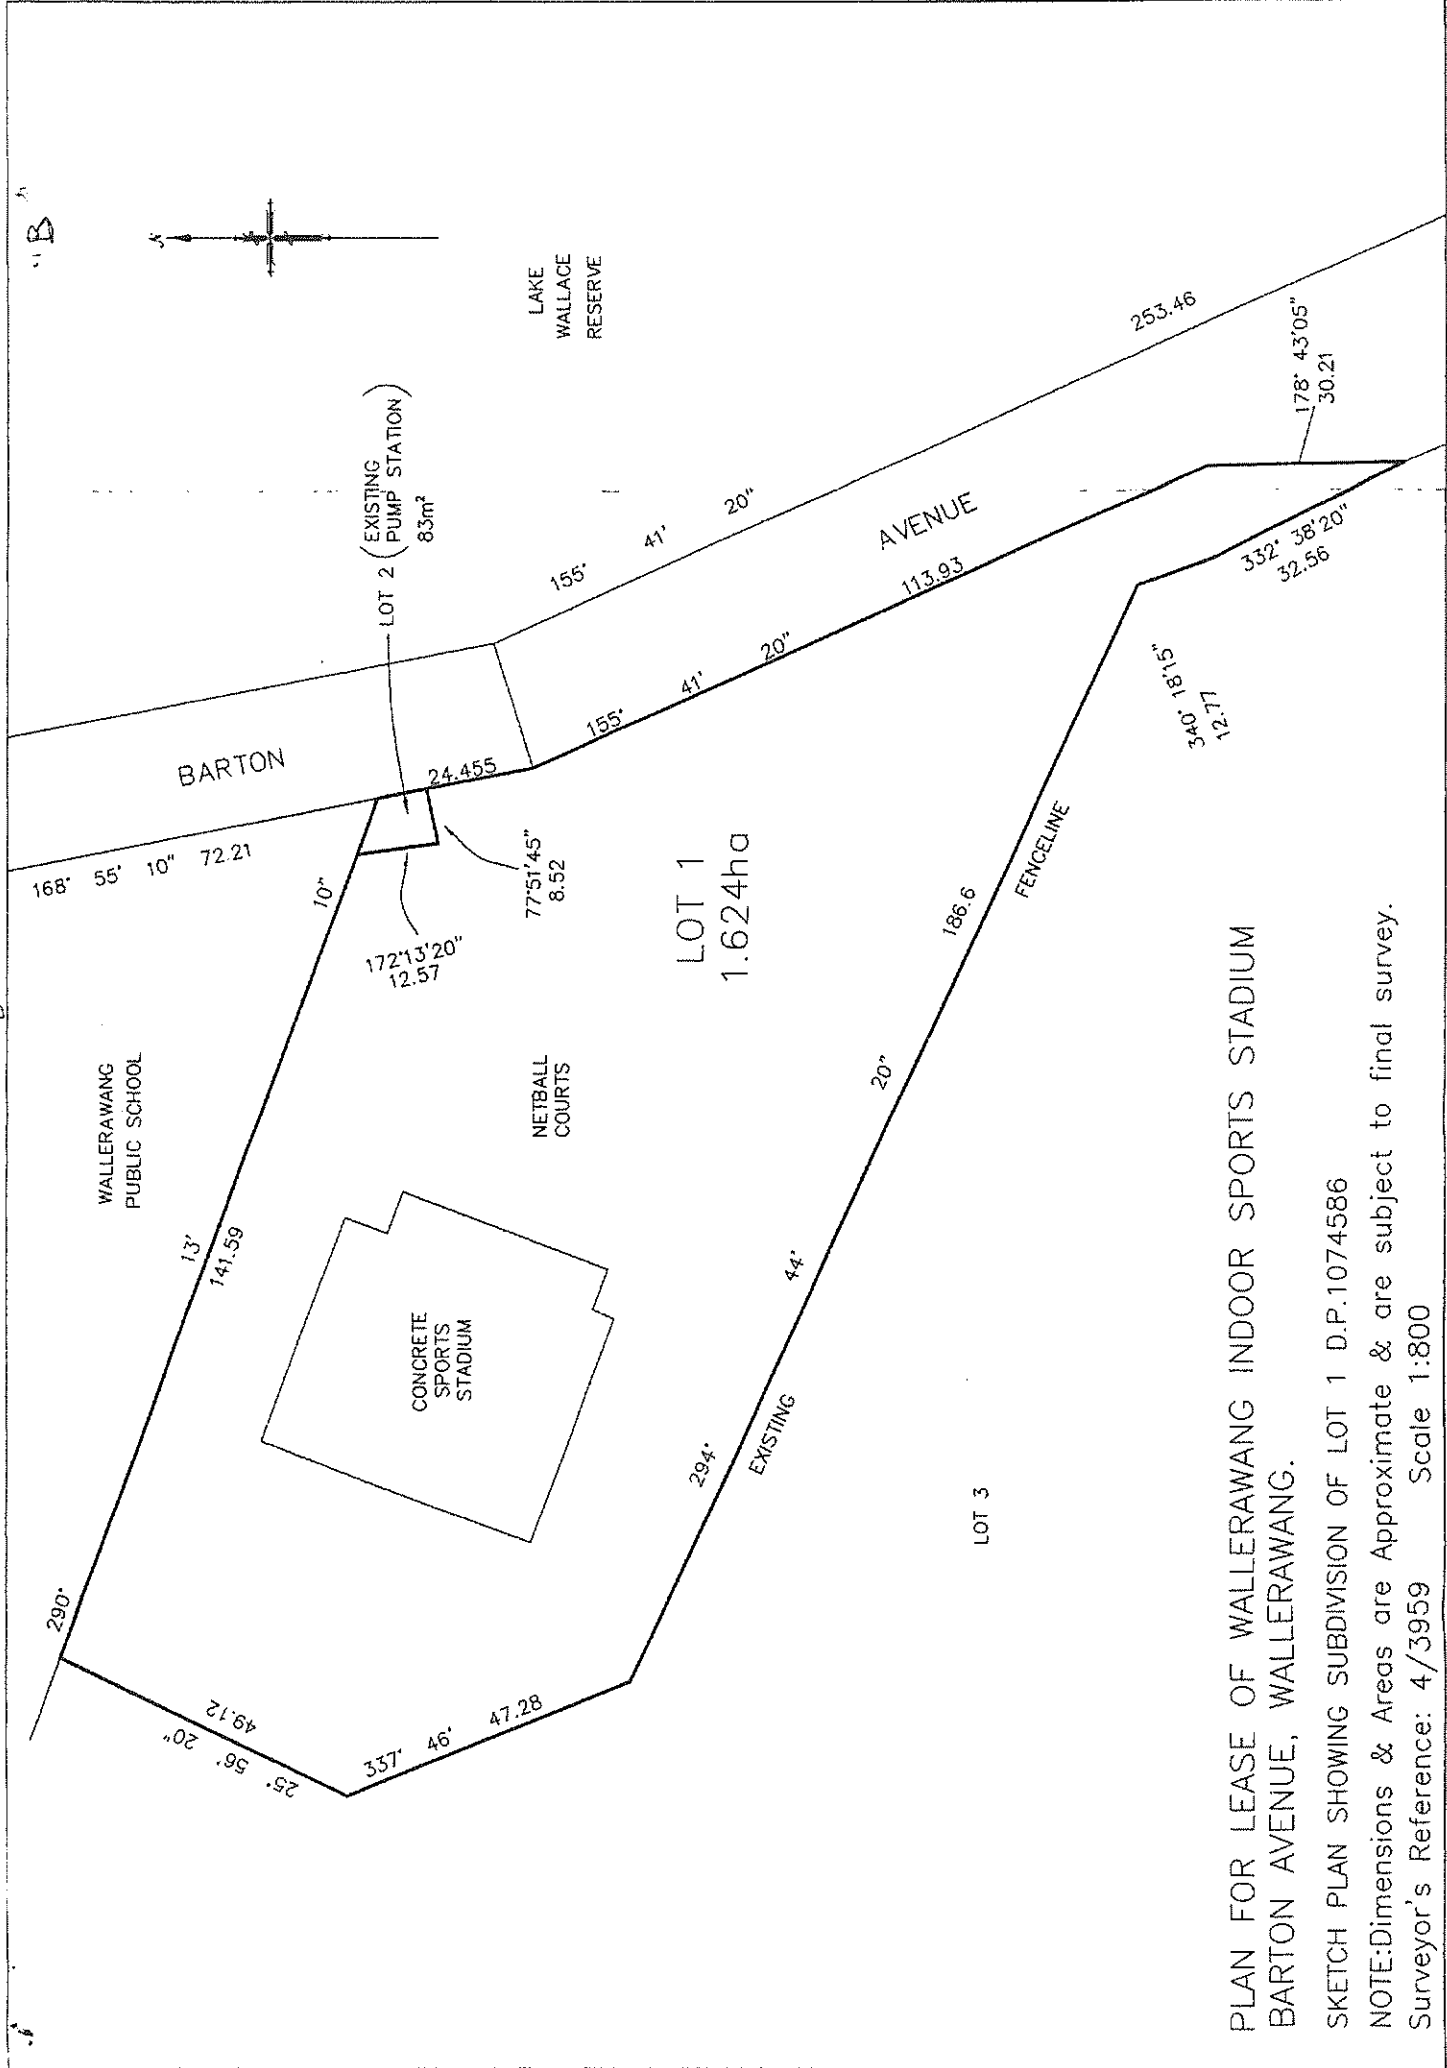 "B
LAKE
WALLACE
RESERVE
LOT 2 (EXISTING
PUMP STATION)
83m²
BARTON
AVENUE
168° 55' 10" 72.21
24.455
155° 41' 20"
253.46
155° 41' 20" 113.93
178° 43'05"
30.21
332° 38'20"
32.56
340° 18'15"
12.77
77°51'45"
8.52
172°13'20"
12.57
WALLERAWANG
PUBLIC SCHOOL
290° 13' 10"
141.59
NETBALL
COURTS
LOT 1
1.624ha
CONCRETE
SPORTS
STADIUM
294° 44' 20" 186.6
EXISTING FENCELINE
25° 56' 20"
49.12
337° 46' 47.28
LOT 3
PLAN FOR LEASE OF WALLERAWANG INDOOR SPORTS STADIUM
BARTON AVENUE, WALLERAWANG.
SKETCH PLAN SHOWING SUBDIVISION OF LOT 1 D.P.1074586
NOTE:Dimensions & Areas are Approximate & are subject to final survey.
Surveyor's Reference: 4/3959 Scale 1:800